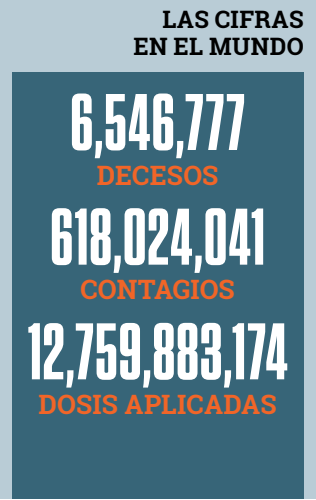 LAS CIFRAS
EN EL MUNDO
6,546,777
DECESOS
618,024,041
CONTAGIOS
12,759,883,174
DOSIS APLICADAS